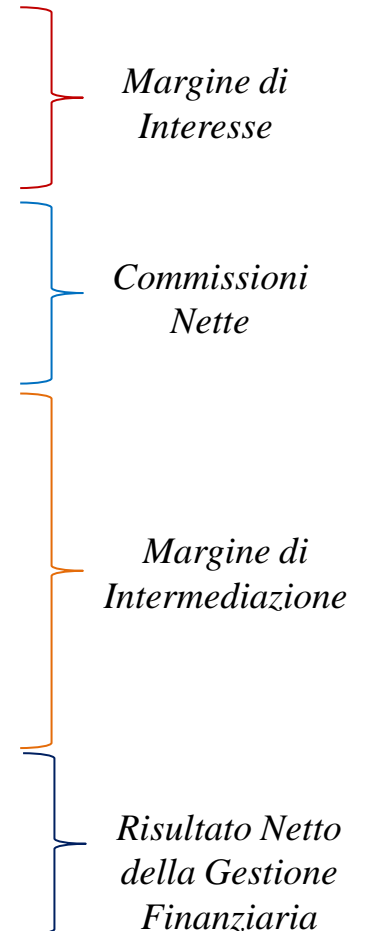 Margine di
Interesse
Commissioni
Nette
Margine di
Intermediazione
Risultato Netto
della Gestione
Finanziaria